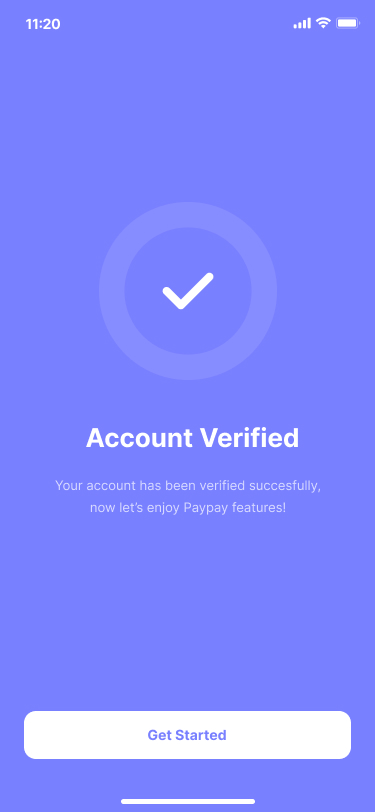 11:20
Account Verified
Your account has been verified succesfully,
now let’s enjoy Paypay features!
Get Started